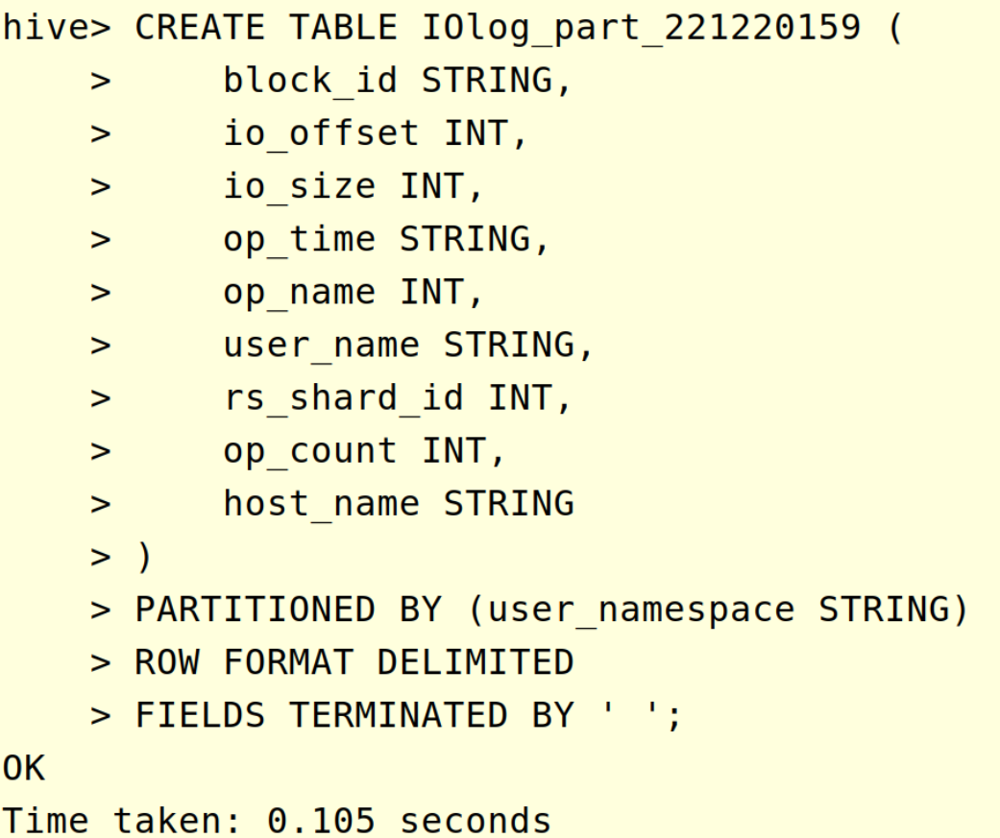 hive> CREATE TABLE IOlog_part_221220159 (
    >     block_id STRING,
    >     io_offset INT,
    >     io_size INT,
    >     op_time STRING,
    >     op_name INT,
    >     user_name STRING,
    >     rs_shard_id INT,
    >     op_count INT,
    >     host_name STRING
    > )
    > PARTITIONED BY (user_namespace STRING)
    > ROW FORMAT DELIMITED
    > FIELDS TERMINATED BY ' ';
OK
Time taken: 0.105 seconds